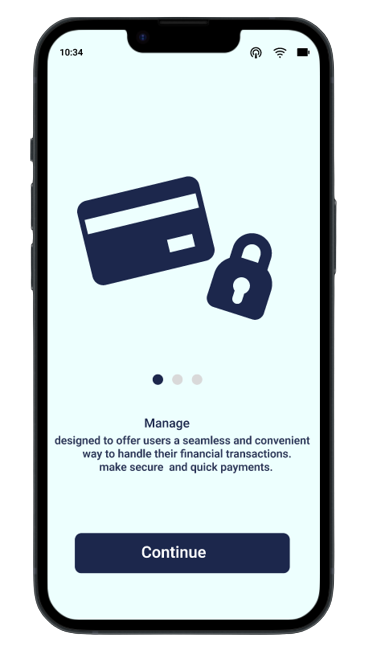 10:34
Manage
designed to offer users a seamless and convenient
way to handle their financial transactions.
make secure  and quick payments.
Continue